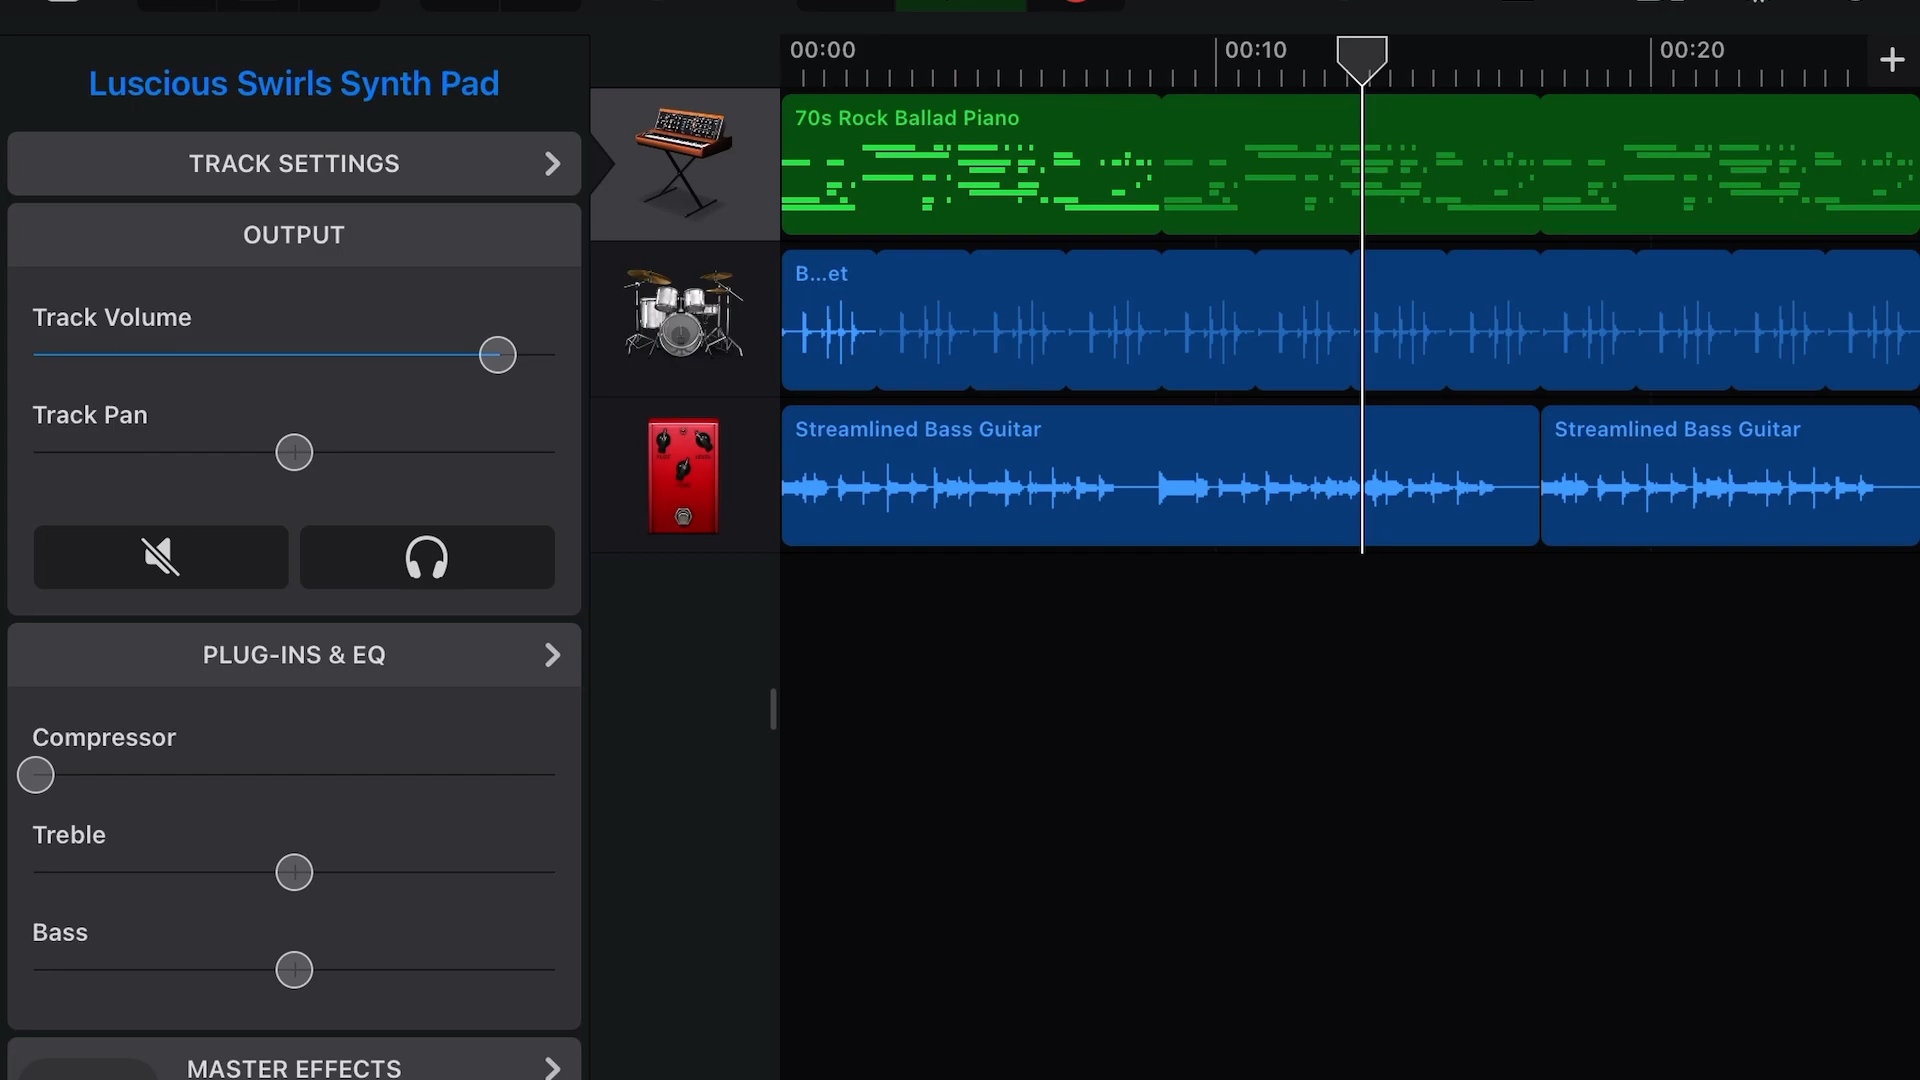 Luscious Swirls Synth Pad
TRACK SETTINGS
OUTPUT
Track Volume
Track Pan
PLUG-INS & EQ
Compressor
Treble
Bass
MASTER EFFECTS
00:00
00:10
00:20
70s Rock Ballad Piano
B...et
Streamlined Bass Guitar
Streamlined Bass Guitar